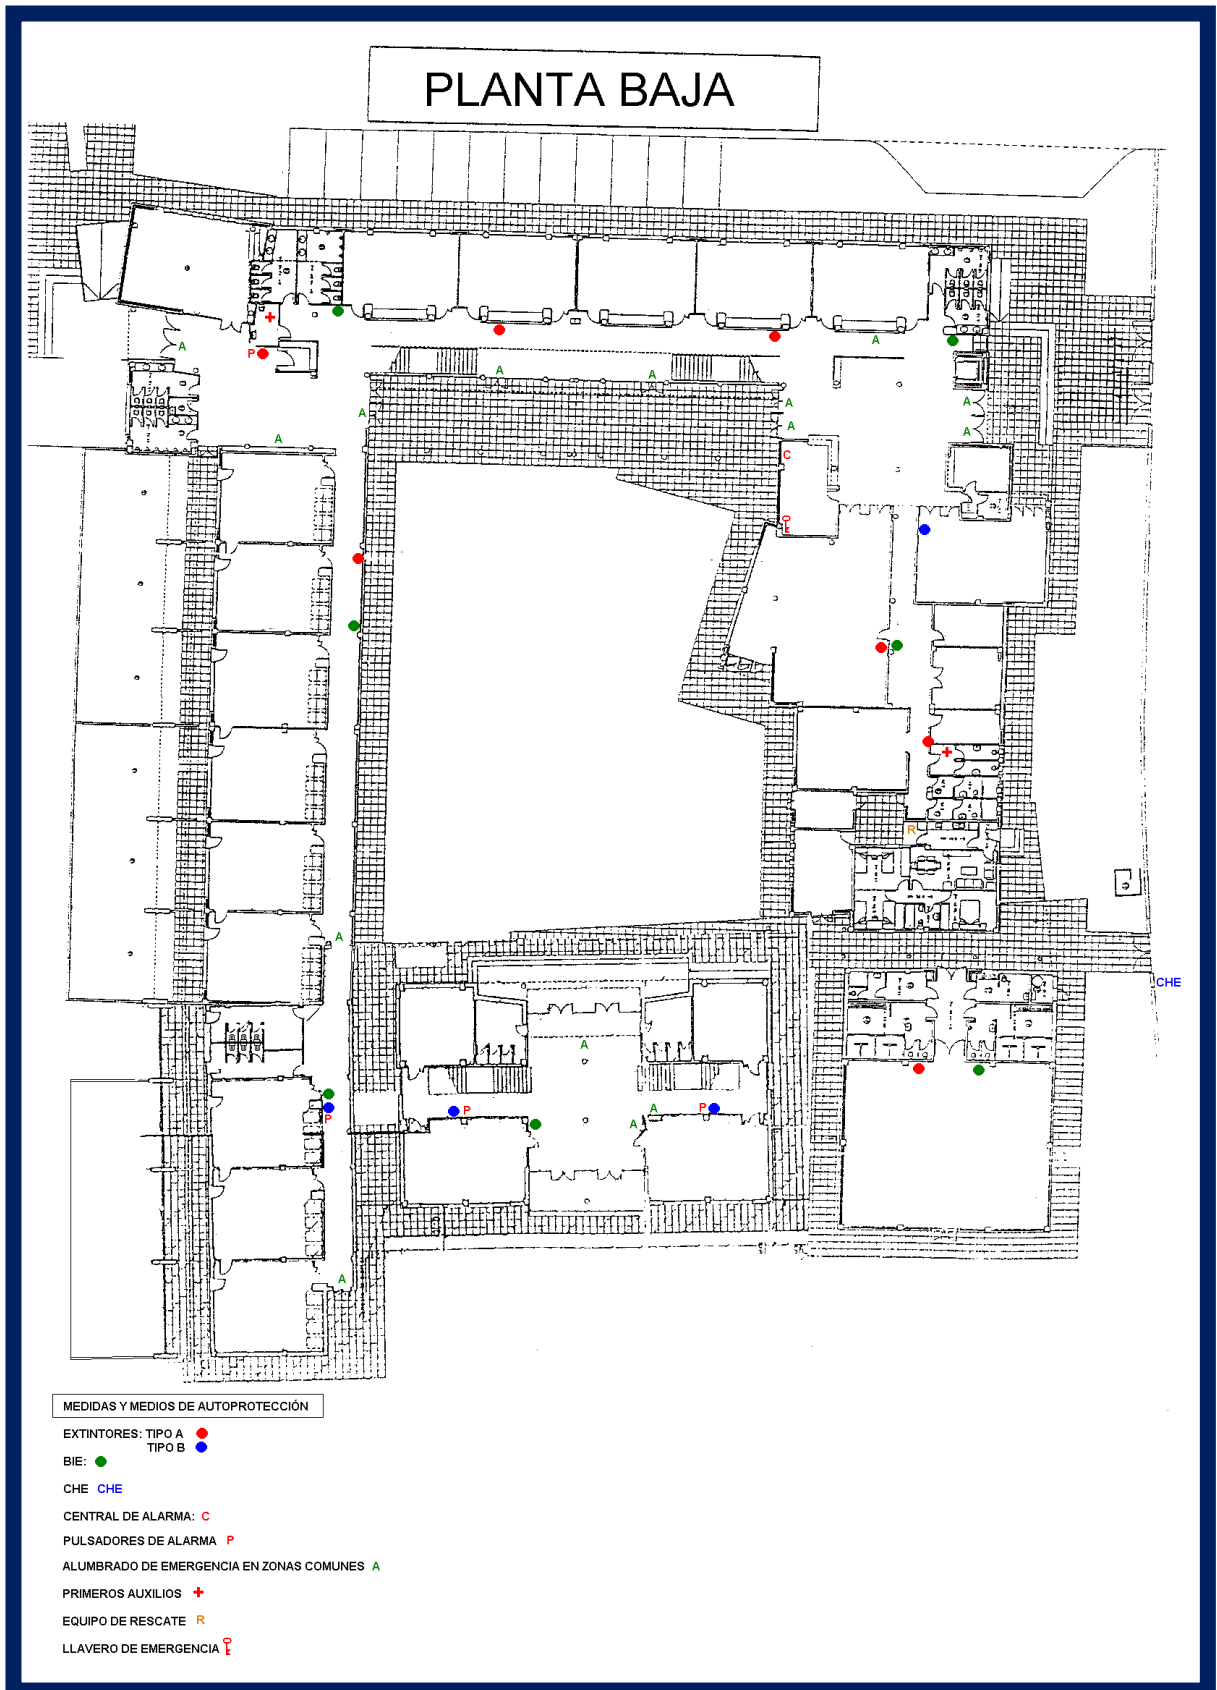 PLANTA BAJA
A
P
A
A
A
A
A
A
A
A
A
A
C
R
CHE
A
A
P
P
A
P
A
A
MEDIDAS Y MEDIOS DE AUTOPROTECCIÓN
EXTINTORES: TIPO A
TIPO B
BIE:
CHE CHE
CENTRAL DE ALARMA: C
PULSADORES DE ALARMA P
ALUMBRADO DE EMERGENCIA EN ZONAS COMUNES A
PRIMEROS AUXILIOS
EQUIPO DE RESCATE R
LLAVERO DE EMERGENCIA